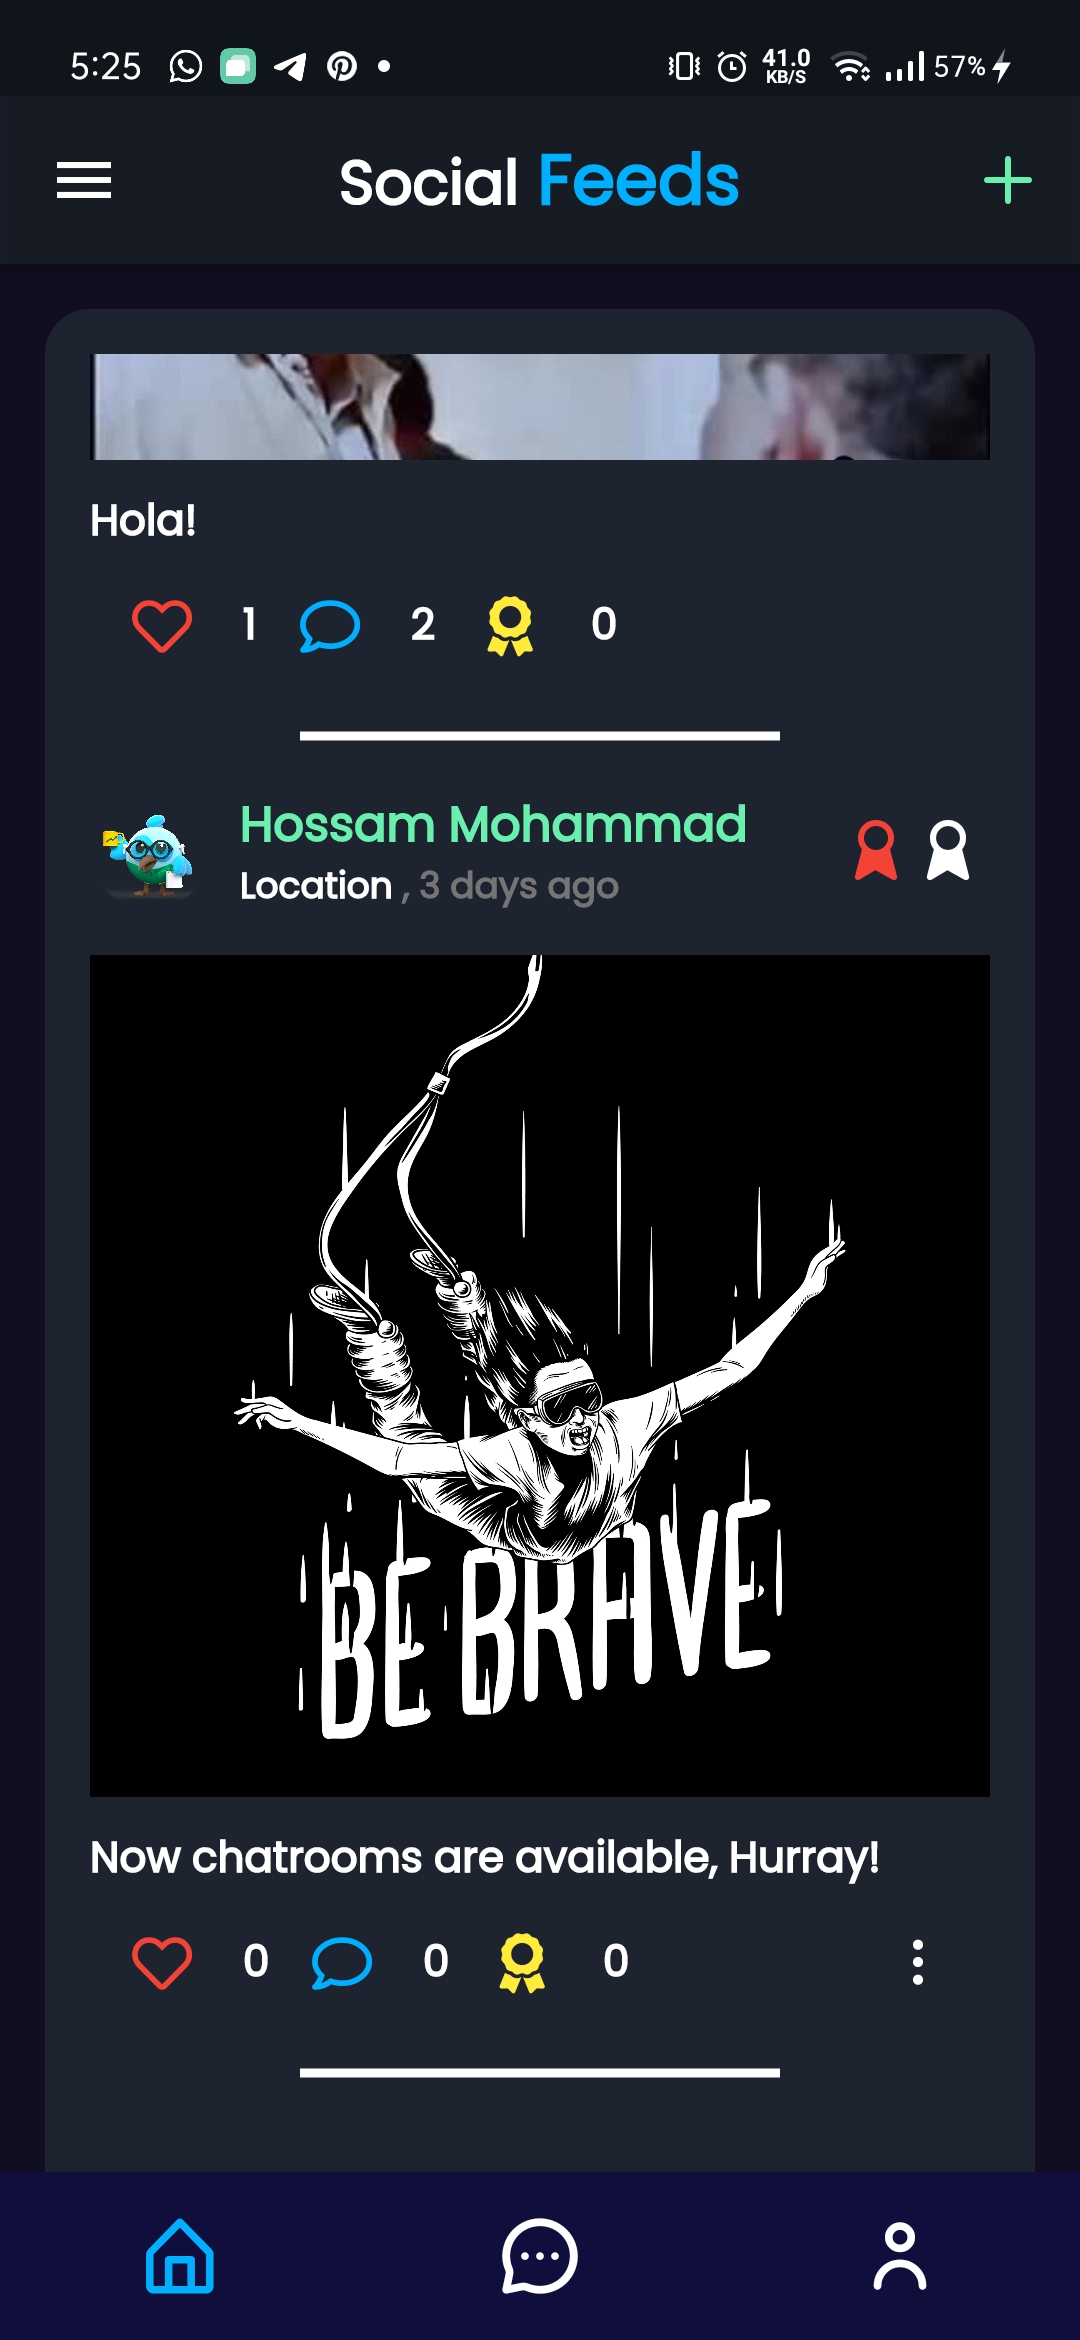 5:25 41.0 KB/S 57%
Social Feeds
Hola!
1 2 0
Hossam Mohammad
Location , 3 days ago
BE BRAVE
Now chatrooms are available, Hurray!
0 0 0